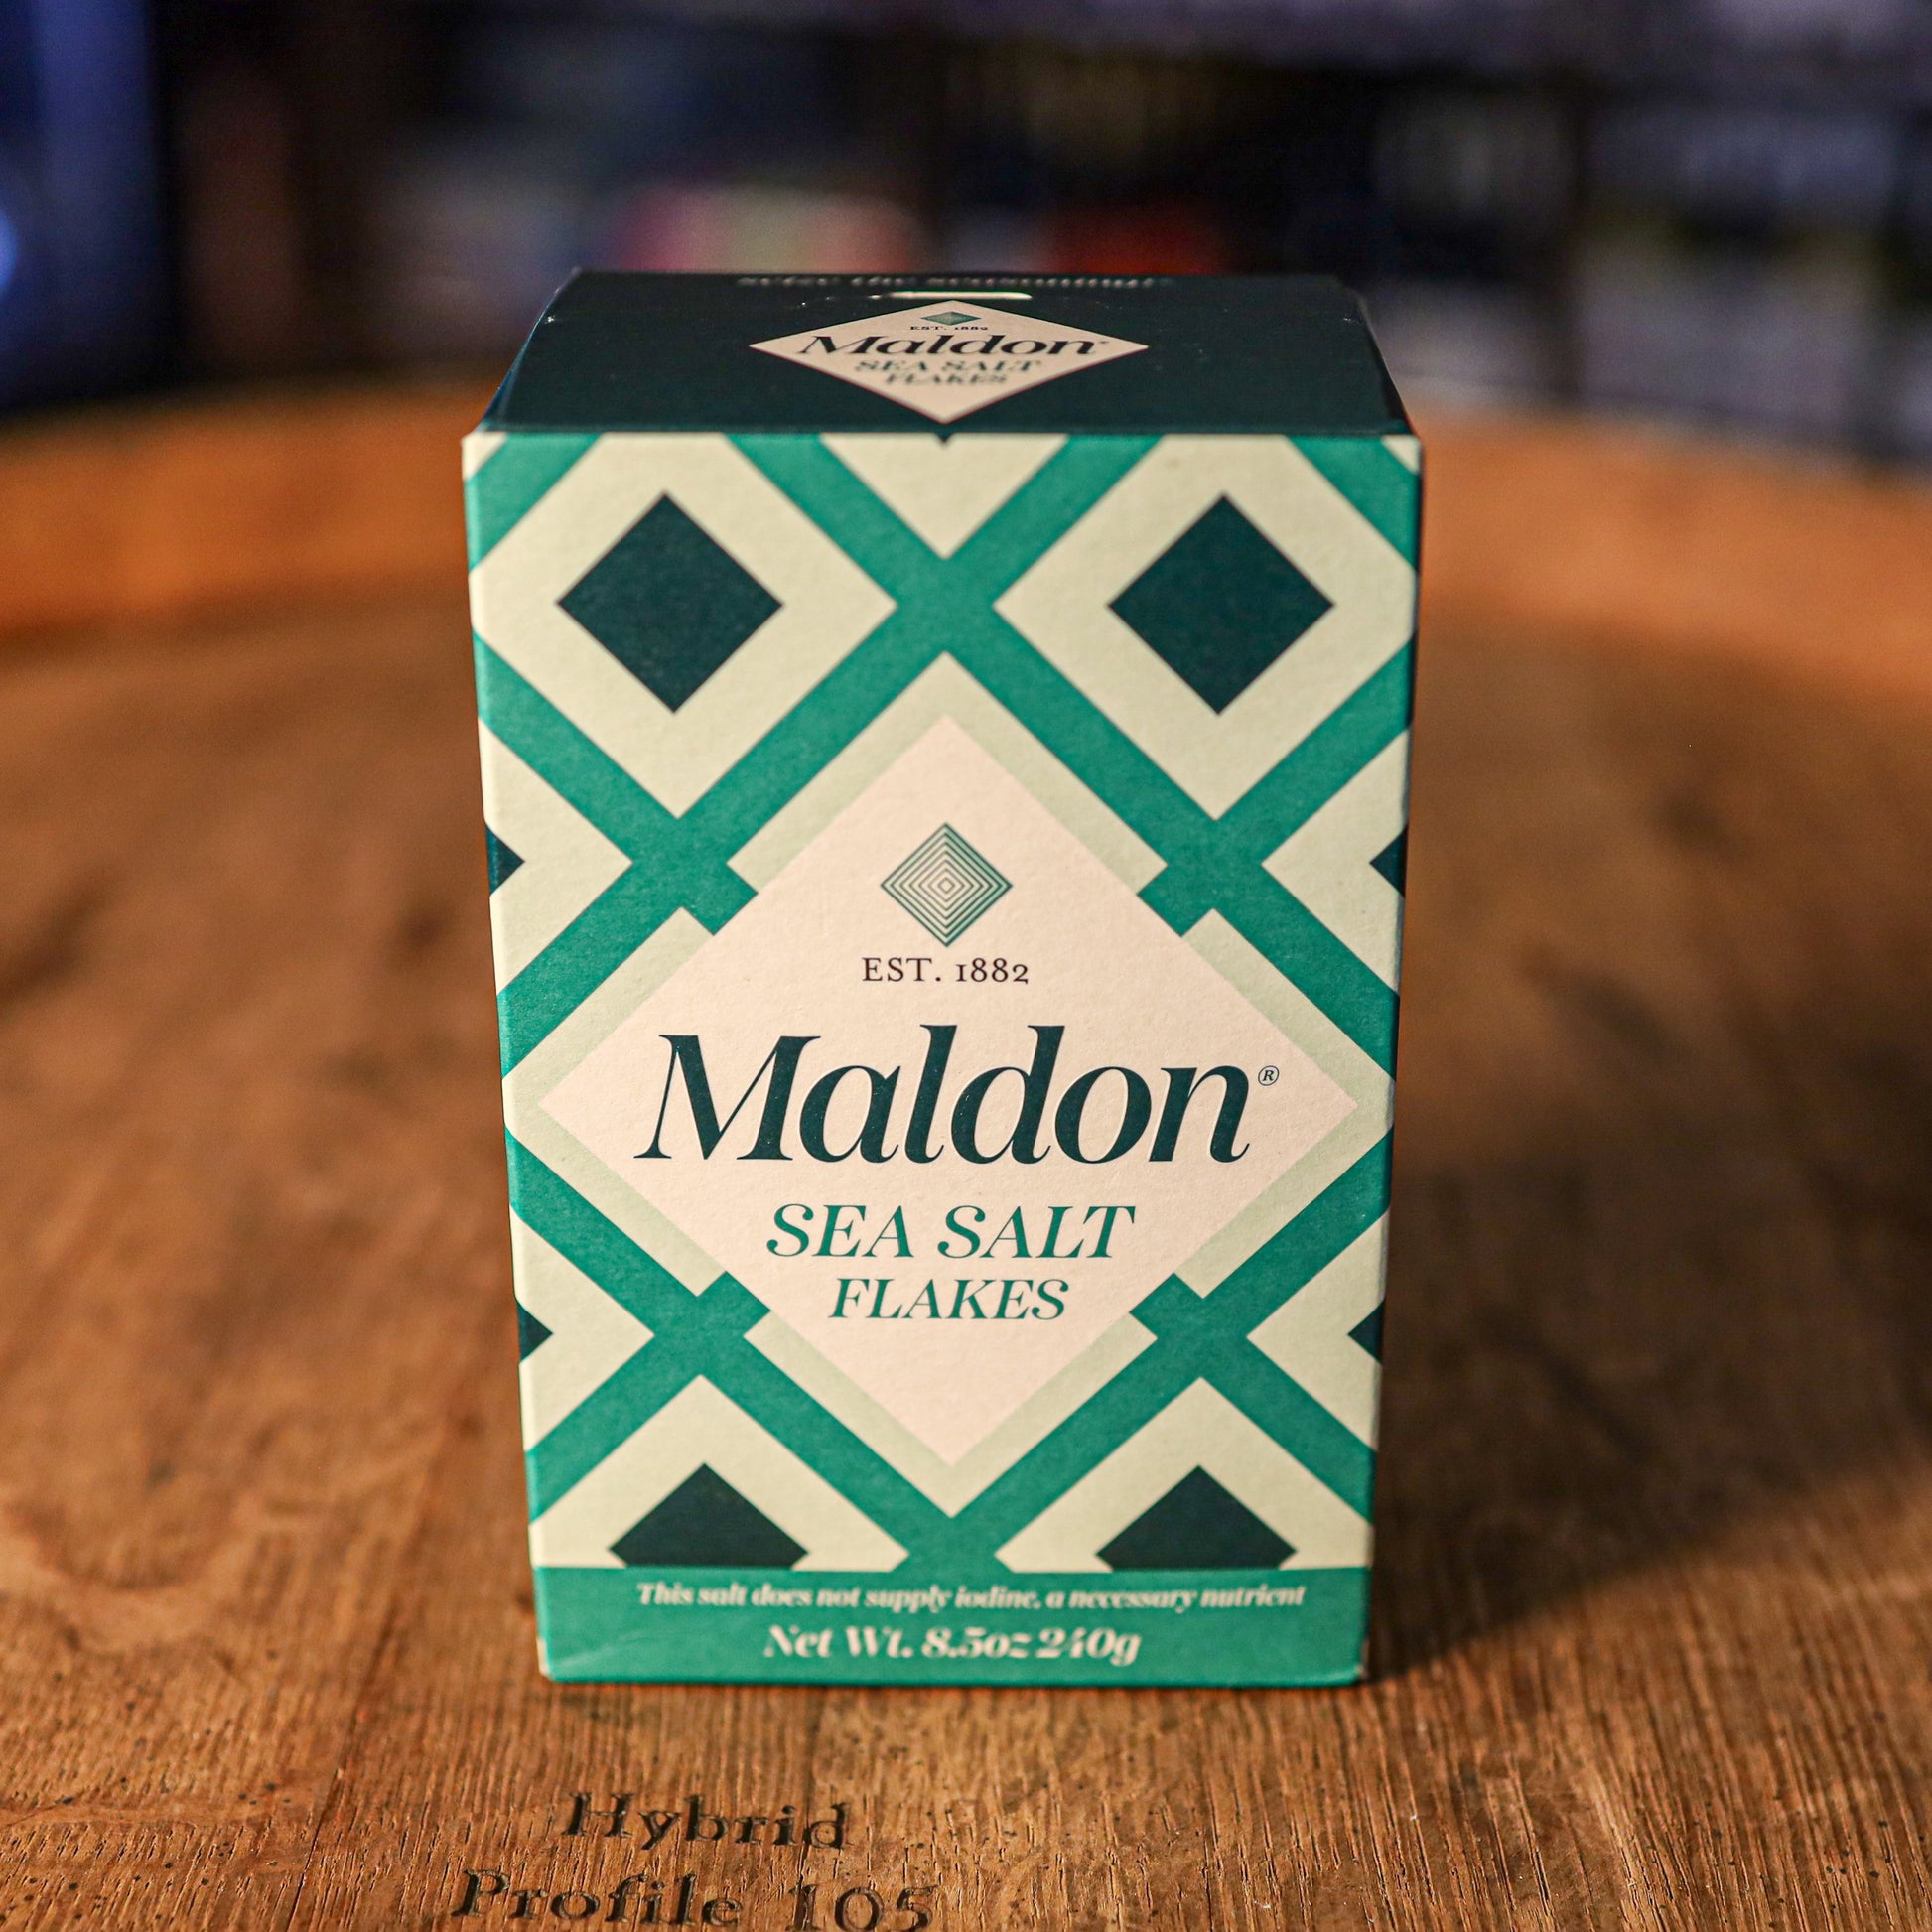 EST. 1882
Maldon®
SEA SALT
FLAKES
EST. 1882
Maldon®
SEA SALT
FLAKES
This salt does not supply iodine, a necessary nutrient
Net Wt. 8.5oz 240g
Hybrid
Profile 105